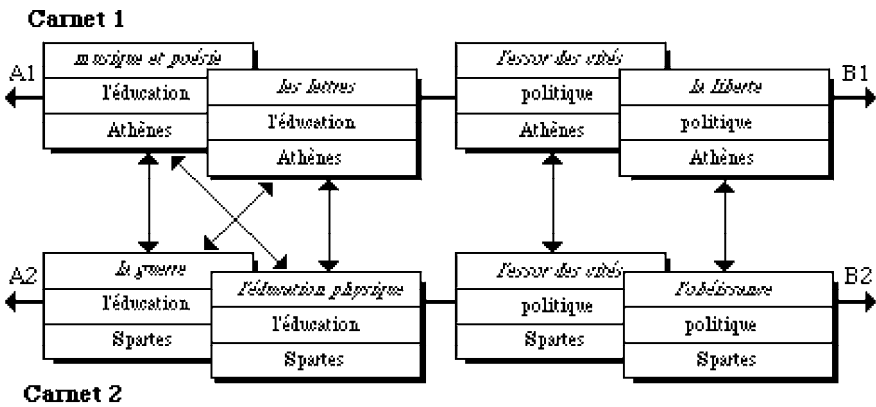 Carnet 1
A1
musique et poésie
l'éducation
Athènes
les lettres
l'éducation
Athènes
l'essor des cités
politique
Athènes
la liberte
politique
Athènes
B1
A2
la guerre
l'éducation
Spartes
l'éducation physique
l'éducation
Spartes
l'essor des cités
politique
Spartes
l'obéissance
politique
Spartes
B2
Carnet 2